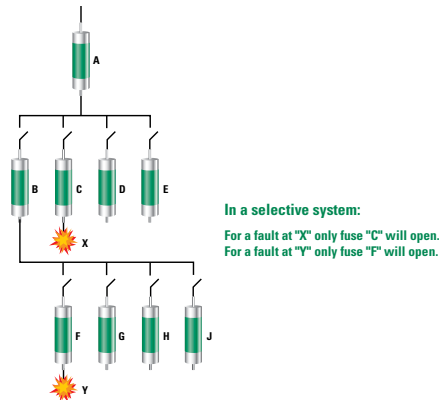 A
B C D E
X
In a selective system:
For a fault at "X" only fuse "C" will open.
For a fault at "Y" only fuse "F" will open.
F G H J
Y